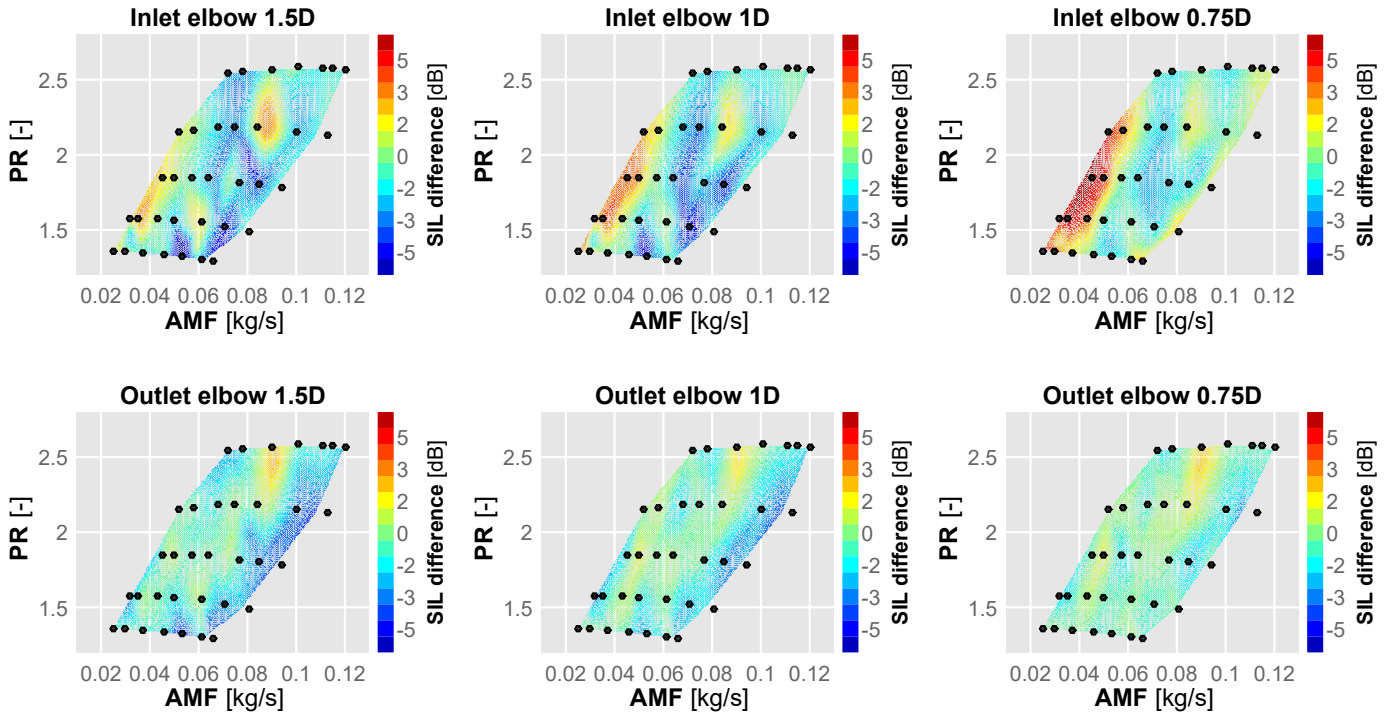 Inlet elbow 1.5D
Inlet elbow 1D
Inlet elbow 0.75D
PR [-]
2.5
2
1.5
0.02 0.04 0.06 0.08 0.1 0.12
AMF [kg/s]
5
3
2
0
-2
-3
-5
SIL difference [dB]
PR [-]
2.5
2
1.5
0.02 0.04 0.06 0.08 0.1 0.12
AMF [kg/s]
5
3
2
0
-2
-3
-5
SIL difference [dB]
PR [-]
2.5
2
1.5
0.02 0.04 0.06 0.08 0.1 0.12
AMF [kg/s]
5
3
2
0
-2
-3
-5
SIL difference [dB]
Outlet elbow 1.5D
Outlet elbow 1D
Outlet elbow 0.75D
PR [-]
2.5
2
1.5
0.02 0.04 0.06 0.08 0.1 0.12
AMF [kg/s]
5
3
2
0
-2
-3
-5
SIL difference [dB]
PR [-]
2.5
2
1.5
0.02 0.04 0.06 0.08 0.1 0.12
AMF [kg/s]
5
3
2
0
-2
-3
-5
SIL difference [dB]
PR [-]
2.5
2
1.5
0.02 0.04 0.06 0.08 0.1 0.12
AMF [kg/s]
5
3
2
0
-2
-3
-5
SIL difference [dB]